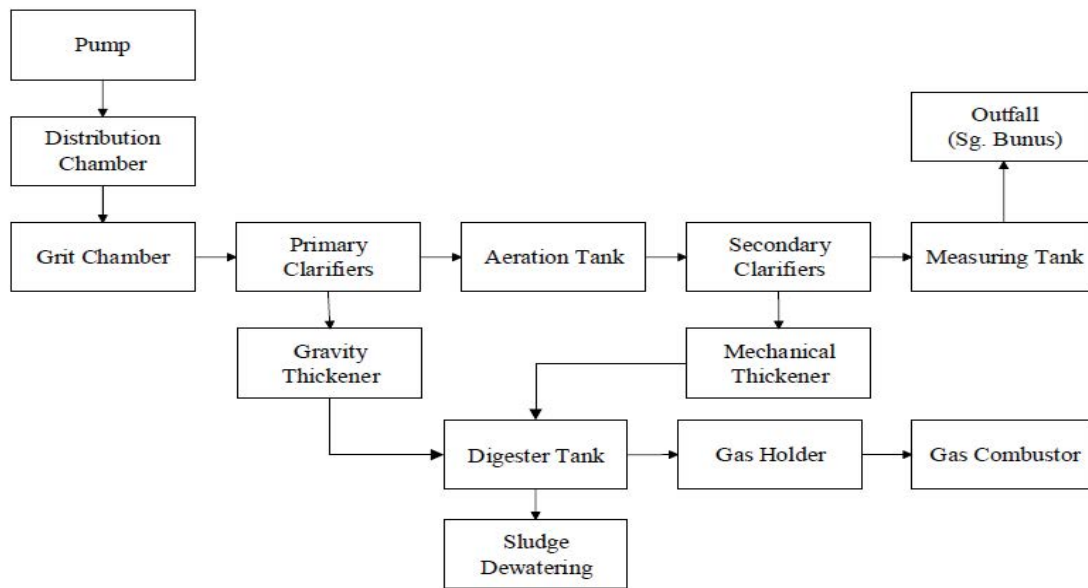 Pump
Distribution
Chamber
Outfall
(Sg. Bunus)
Grit Chamber
Primary
Clarifiers
Aeration Tank
Secondary
Clarifiers
Measuring Tank
Gravity
Thickener
Mechanical
Thickener
Digester Tank
Gas Holder
Gas Combustor
Sludge
Dewatering